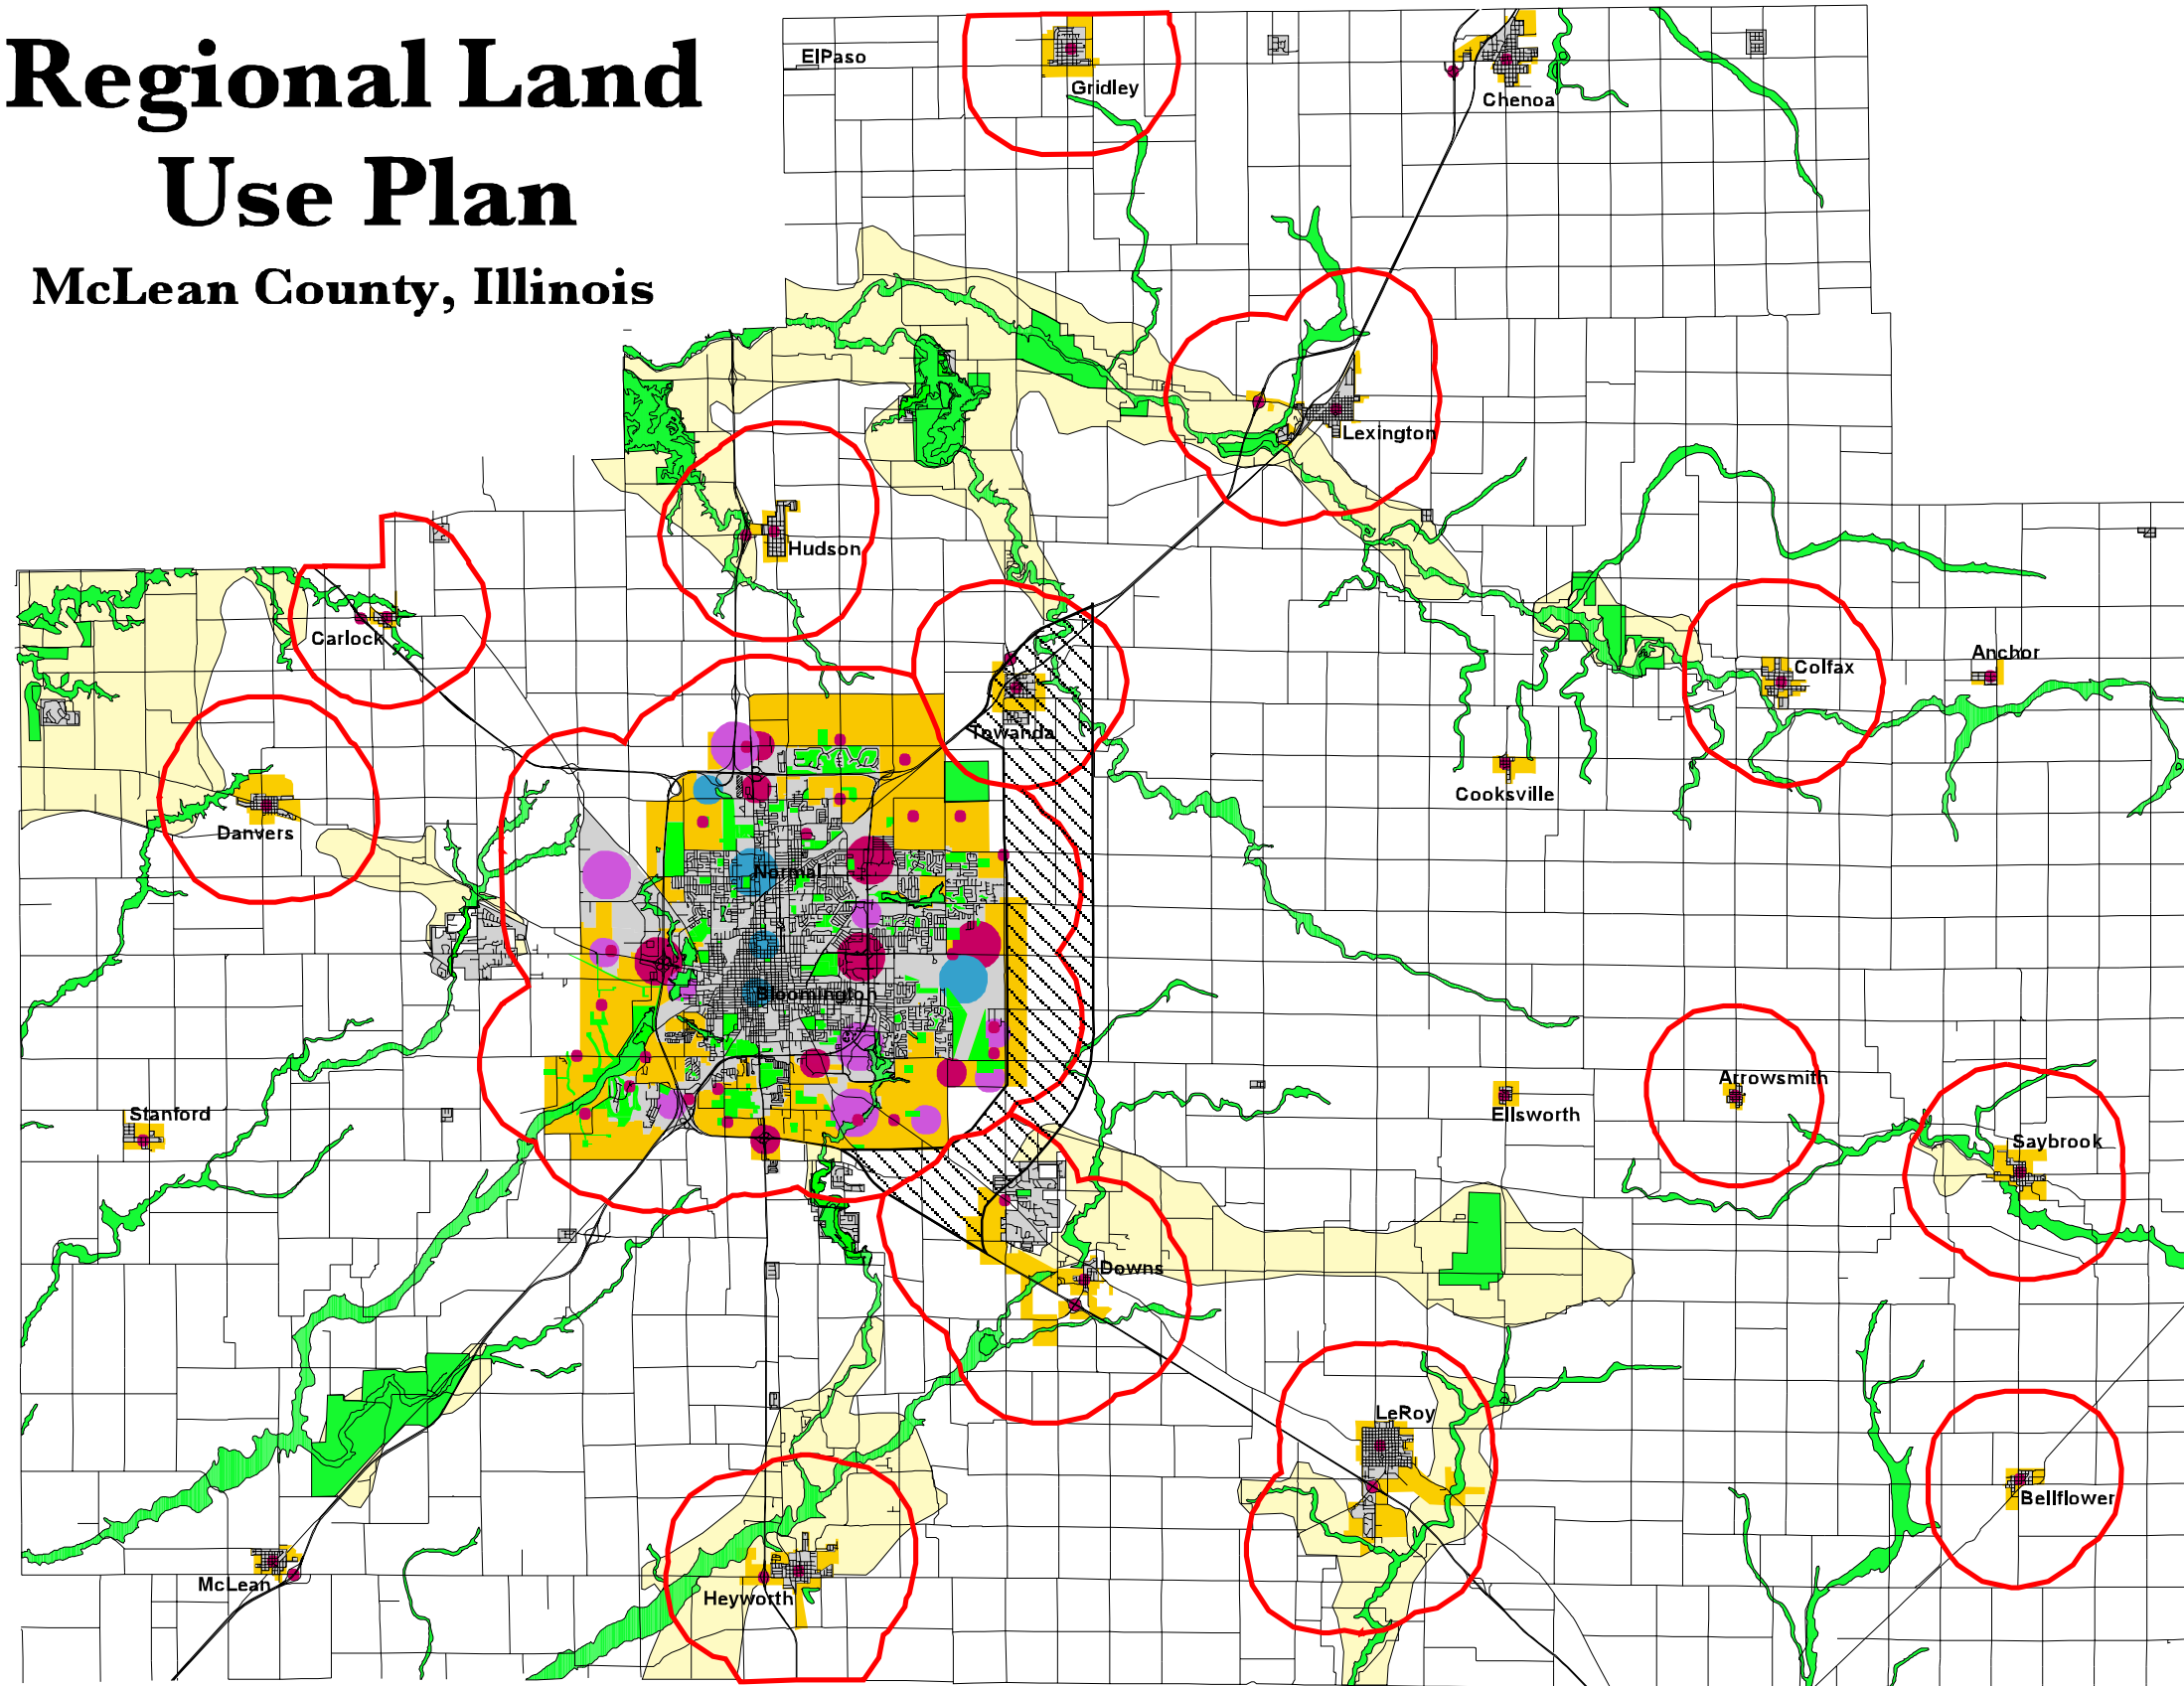 Regional Land
Use Plan
McLean County, Illinois
ElPaso
Gridley
Chenoa
Lexington
Hudson
Carlock
Towanda
Colfax
Anchor
Cooksville
Danvers
Normal
Bloomington
Stanford
Ellsworth
Arrowsmith
Saybrook
Downs
LeRoy
Bellflower
McLean
Heyworth